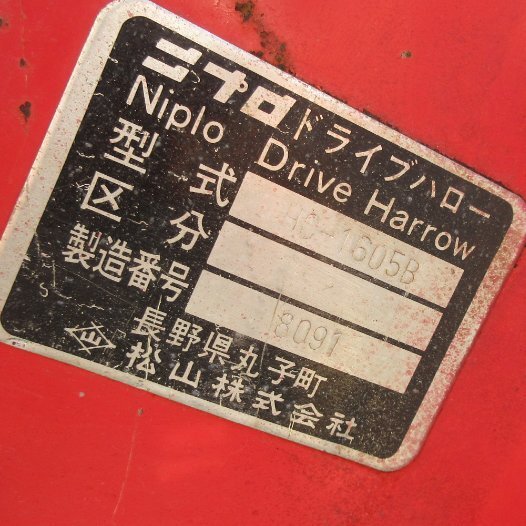 ニプロ ドライブハロー
Niplo Drive Harrow
型式 HC-1605B
区分
製造番号 8091
長野県丸子町
松山株式会社